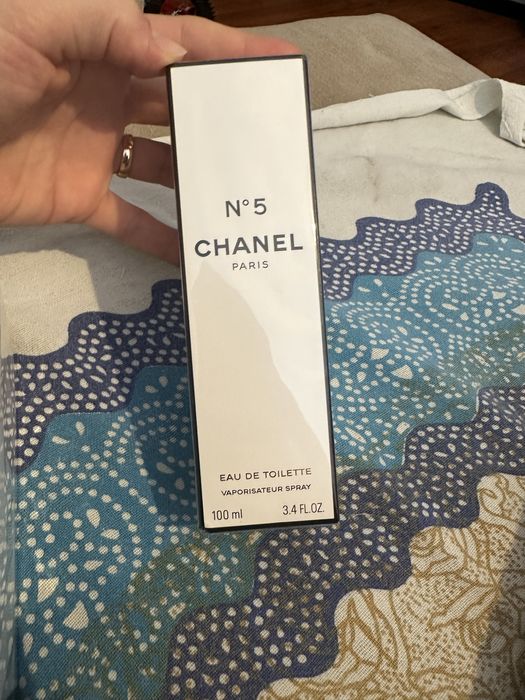 N°5
CHANEL
PARIS
EAU DE TOILETTE
VAPORISATEUR SPRAY
100 ml 3.4 FL.OZ.